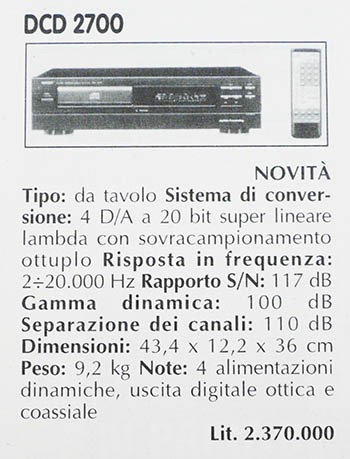 DCD 2700
NOVITÀ
Tipo: da tavolo Sistema di conver-
sione: 4 D/A a 20 bit super lineare
lambda con sovracampionamento
ottuplo Risposta in frequenza:
2÷20.000 Hz Rapporto S/N: 117 dB
Gamma dinamica: 100 dB
Separazione dei canali: 110 dB
Dimensioni: 43,4 x 12,2 x 36 cm
Peso: 9,2 kg Note: 4 alimentazioni
dinamiche, uscita digitale ottica e
coassiale
Lit. 2.370.000